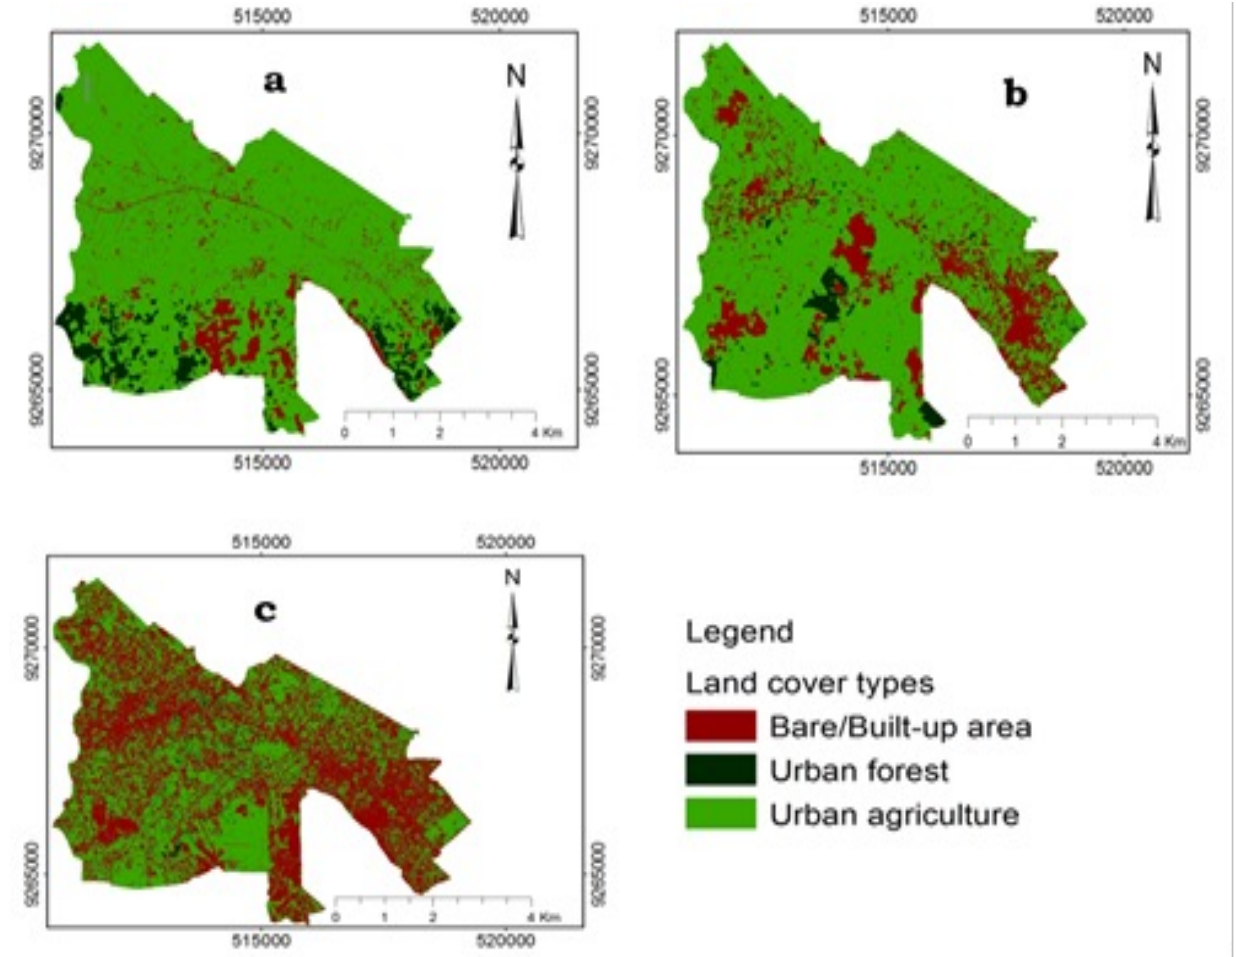 515000 520000
a
N
9270000 9270000
9265000 9265000
0 1 2 4 Km
515000 520000
515000 520000
b
N
9270000 9270000
9265000 9265000
0 1 2 4 Km
515000 520000
515000 520000
c
N
9270000 9270000
9265000 9265000
0 1 2 4 Km
515000 520000
Legend
Land cover types
Bare/Built-up area
Urban forest
Urban agriculture